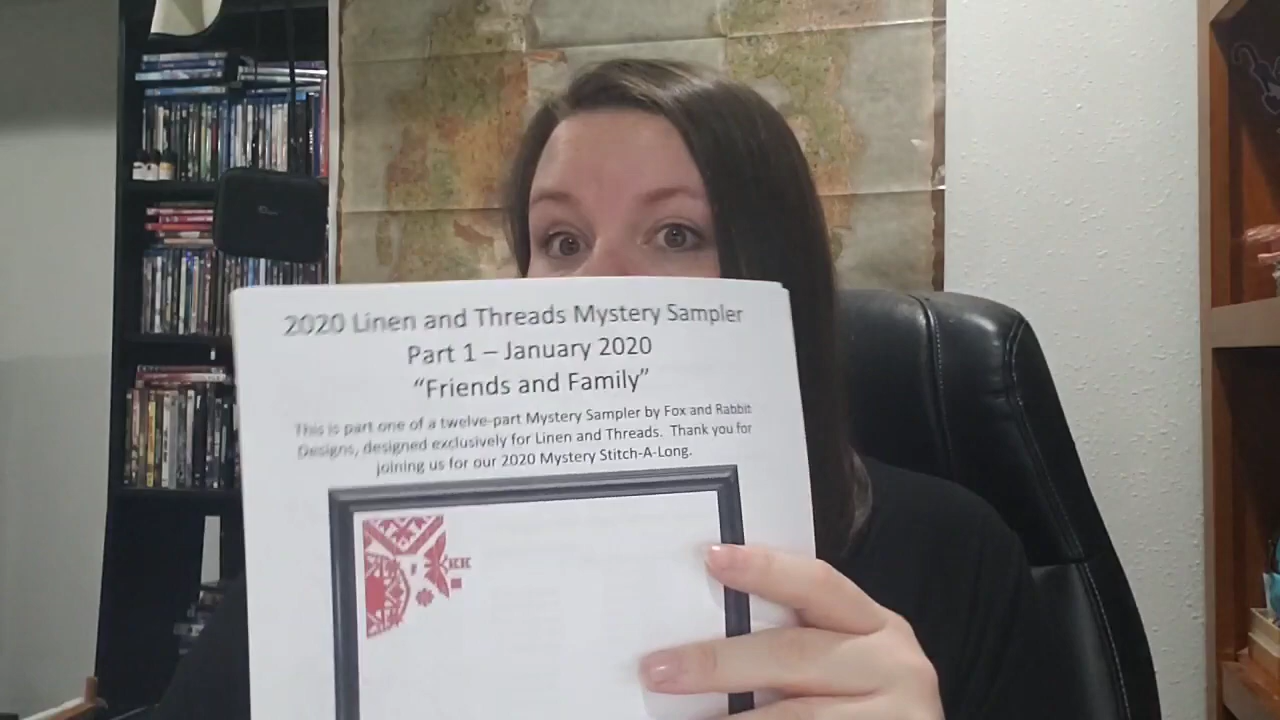 2020 Linen and Threads Mystery Sampler
Part 1 – January 2020
“Friends and Family”
This is part one of a twelve-part Mystery Sampler by Fox and Rabbit
Designs, designed exclusively for Linen and Threads. Thank you for
joining us for our 2020 Mystery Stitch-A-Long.